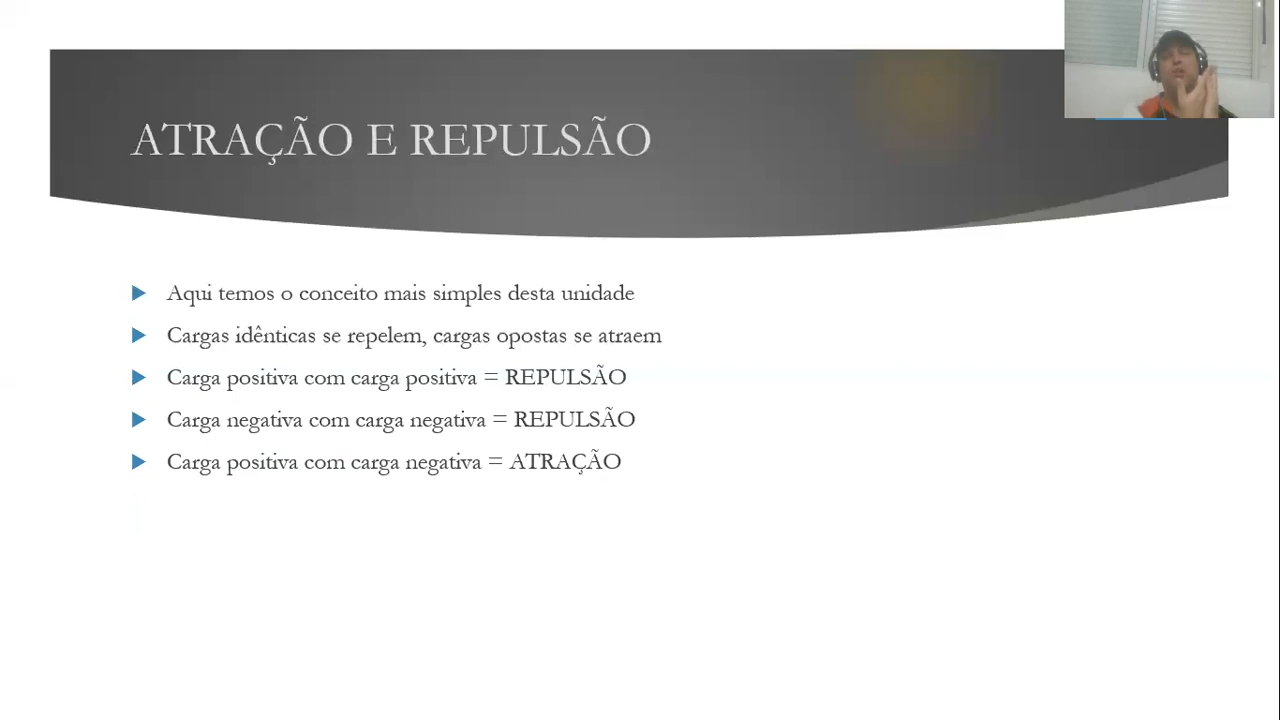 ATRAÇÃO E REPULSÃO
Aqui temos o conceito mais simples desta unidade
Cargas idênticas se repelem, cargas opostas se atraem
Carga positiva com carga positiva = REPULSÃO
Carga negativa com carga negativa = REPULSÃO
Carga positiva com carga negativa = ATRAÇÃO